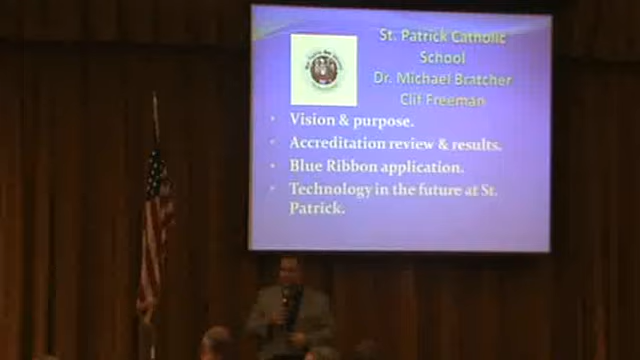 St. Patrick Catholic
School
Dr. Michael Bratcher
Clif Freeman
Vision & purpose.
Accreditation review & results.
Blue Ribbon application.
Technology in the future at St.
Patrick.